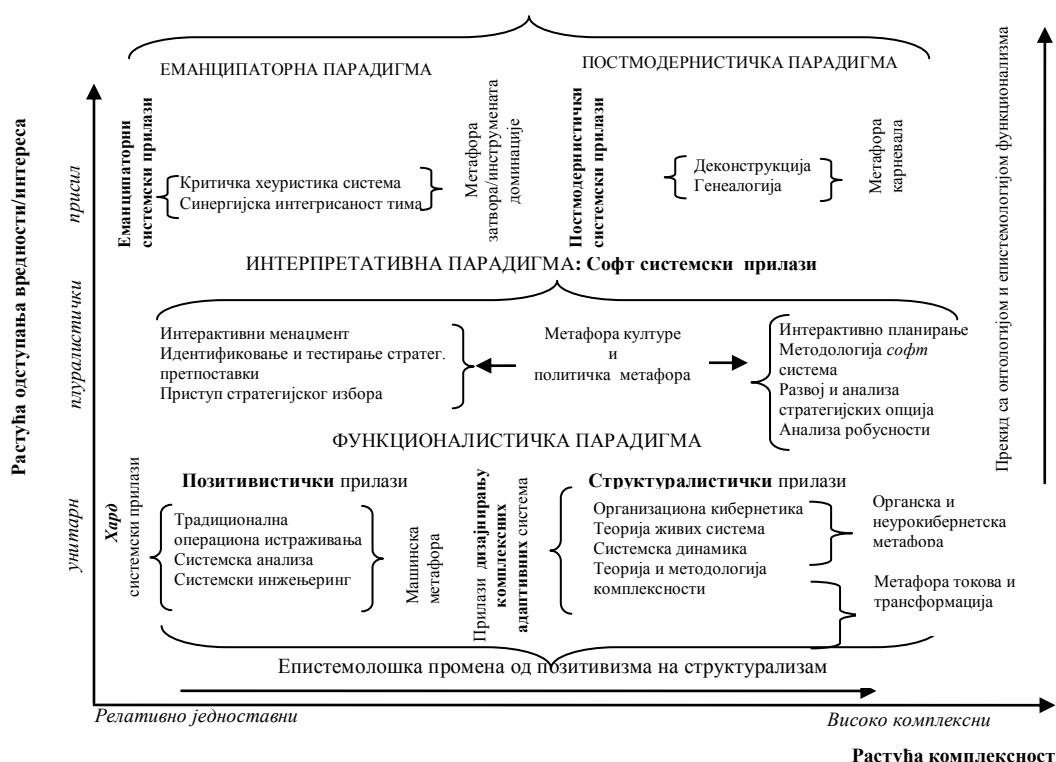 ЕМАНЦИПАТОРНА ПАРАДИГМА
ПОСТМОДЕРНИСТИЧКА ПАРАДИГМА
Растућа одступања вредности/интереса
присил
плуралистички
унитарн
Прекид са онтологијом и епистемологијом функционализма
Еманципаторни
системски прилази
Критичка хеуристика система
Синергијска интегрисаност тима
Метафора
затвора/инструмената
доминације
Постмодернистички
системски прилази
Деконструкција
Генеалогија
Метафора
карневала
ИНТЕРПРЕТАТИВНА ПАРАДИГМА: Софт системски прилази
Интерактивни менаџмент
Идентификовање и тестирање стратег.
претпоставки
Приступ стратегијског избора
Метафора културе
и
политичка метафора
Интерактивно планирање
Методологија софт
система
Развој и анализа
стратегијских опција
Анализа робусности
ФУНКЦИОНАЛИСТИЧКА ПАРАДИГМА
Хард
системски прилази
Позитивистички прилази
Традиционална
операциона истраживања
Системска анализа
Системски инжењеринг
Машинска
метафора
Прилази дизајнирању
комплексних
адаптивних система
Структуралистички прилази
Организациона кибернетика
Теорија живих система
Системска динамика
Теорија и методологија
комплексности
Органска и
неурокибернетска
метафора
Метафора токова и
трансформација
Епистемолошка промена од позитивизма на структурализам
Релативно једноставни
Високо комплексни
Растућа комплексност